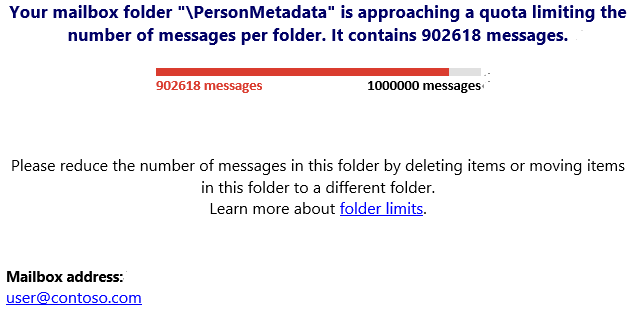 Your mailbox folder "\PersonMetadata" is approaching a quota limiting the
number of messages per folder. It contains 902618 messages.
902618 messages 1000000 messages
Please reduce the number of messages in this folder by deleting items or moving items
in this folder to a different folder.
Learn more about folder limits.
Mailbox address:
user@contoso.com